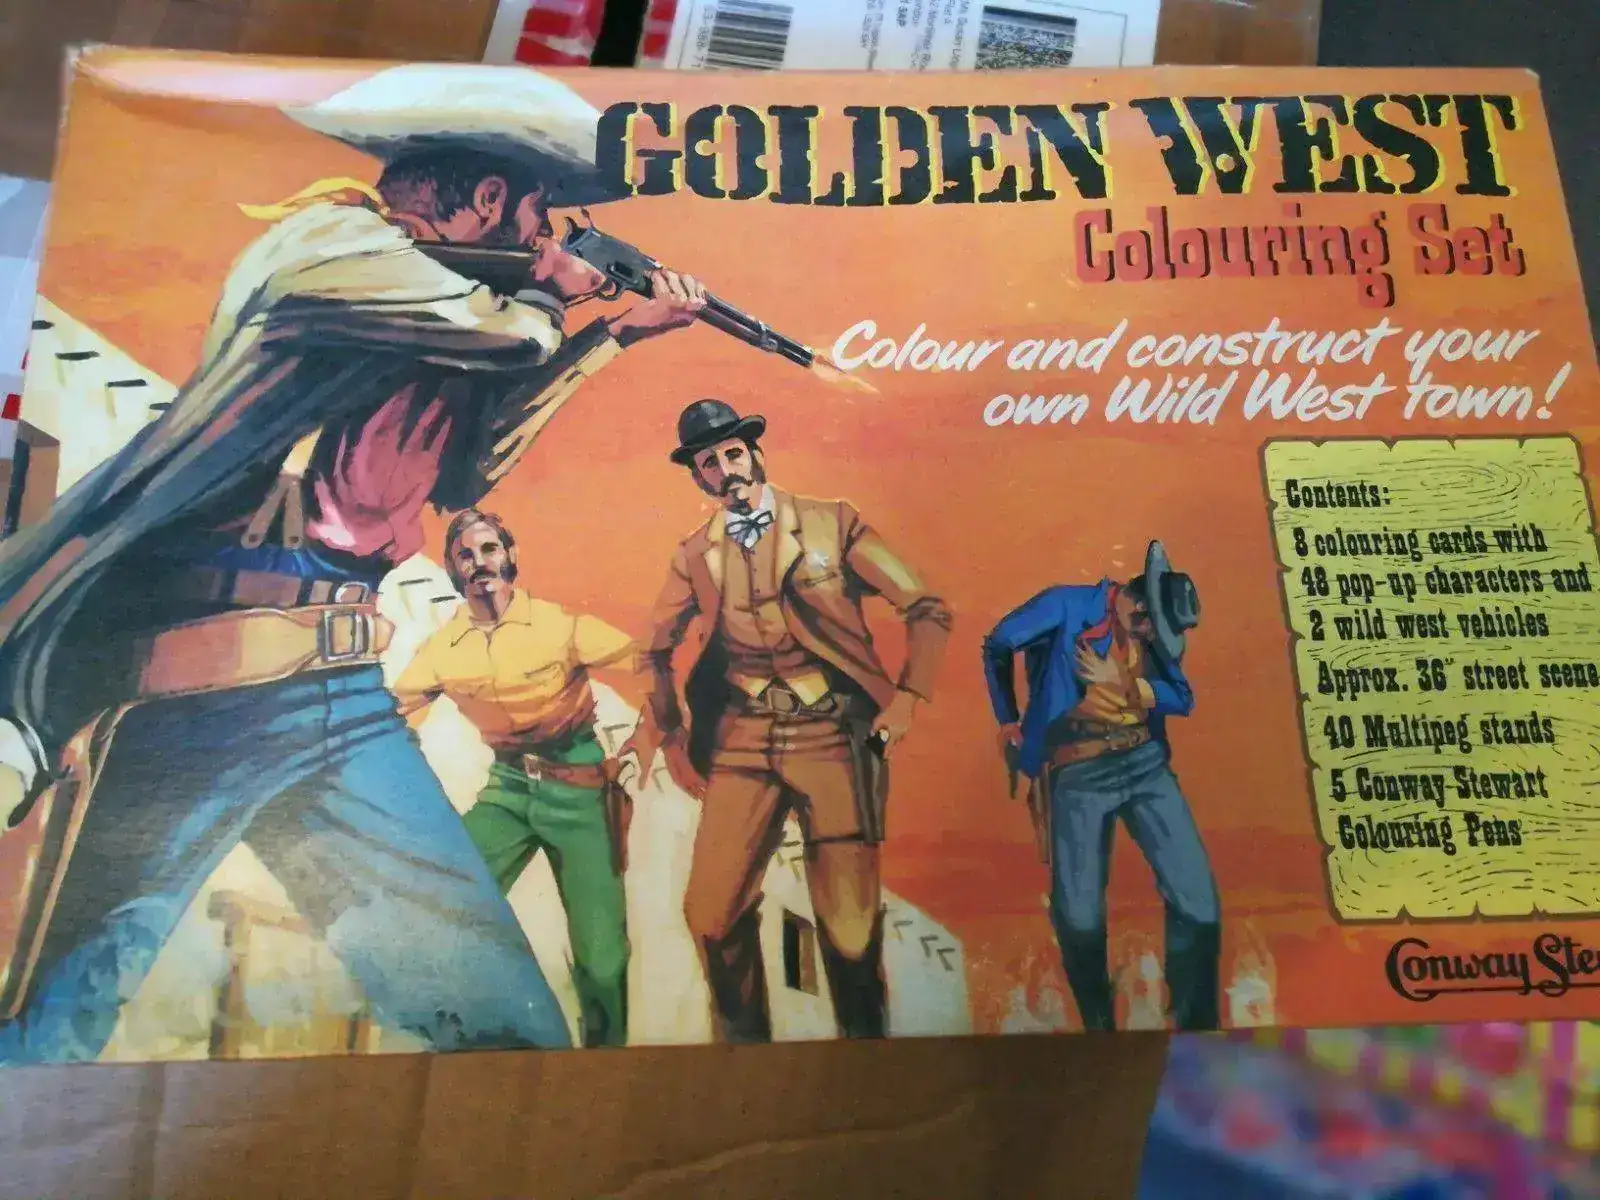 GOLDEN WEST
Colouring Set
Colour and construct your
own Wild West town!
Contents:
8 colouring cards with
48 pop-up characters and
2 wild west vehicles
Approx. 36" street scene
40 Multipeg stands
5 Conway Stewart
Colouring Pens
Conway Ste